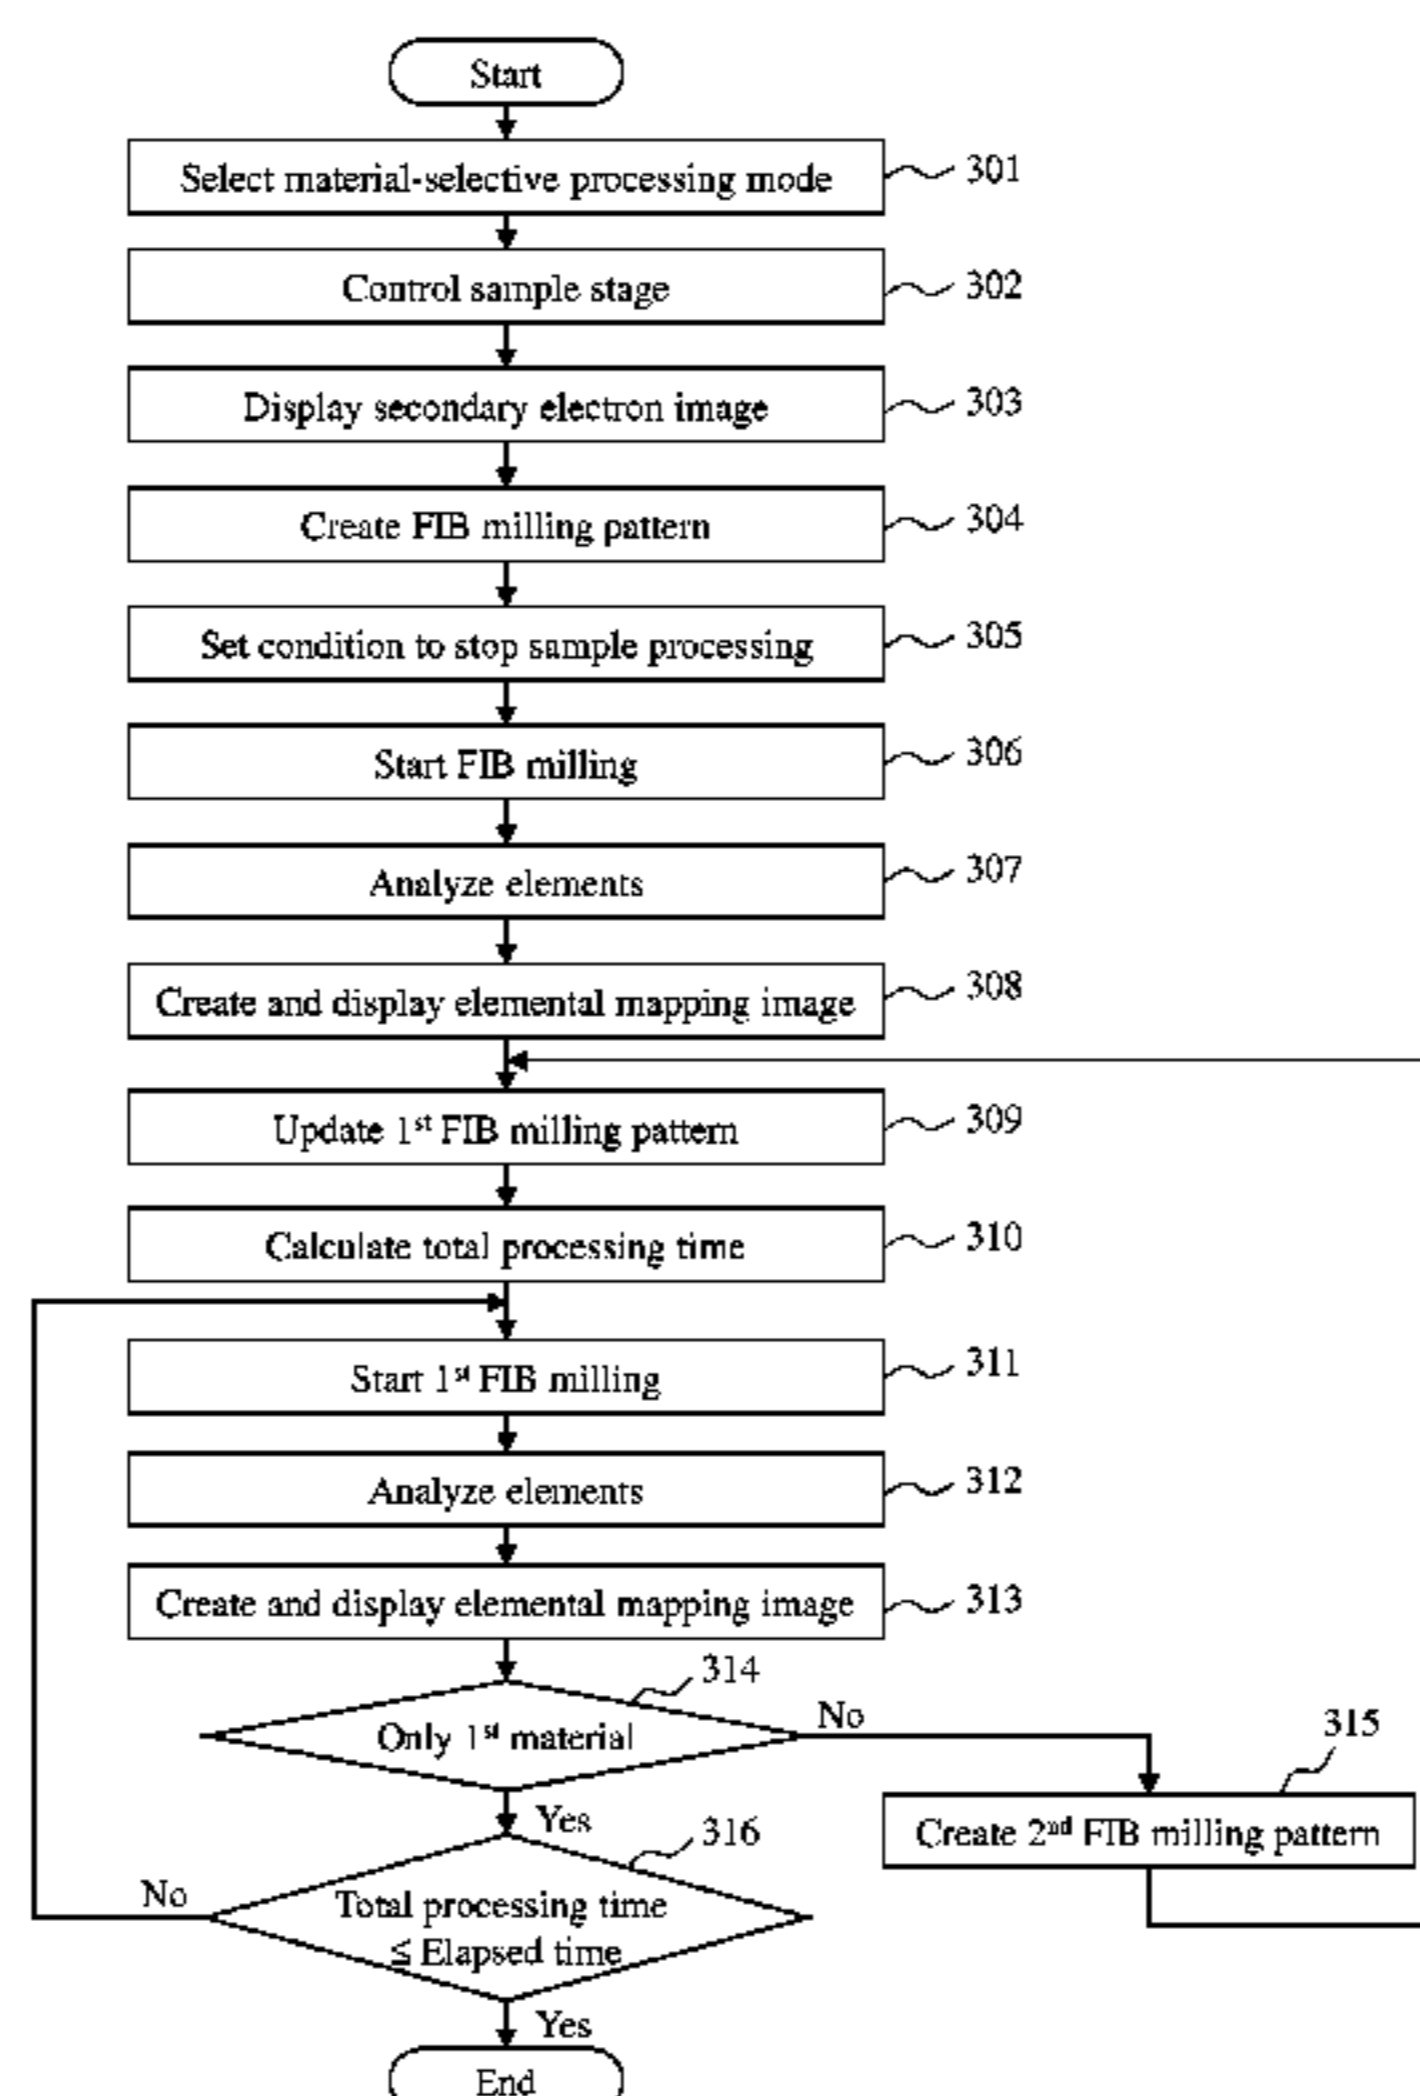 Start
Select material-selective processing mode
301
Control sample stage
302
Display secondary electron image
303
Create FIB milling pattern
304
Set condition to stop sample processing
305
Start FIB milling
306
Analyze elements
307
Create and display elemental mapping image
308
Update 1st FIB milling pattern
309
Calculate total processing time
310
Start 1st FIB milling
311
Analyze elements
312
Create and display elemental mapping image
313
314
Only 1st material
No
315
Create 2nd FIB milling pattern
Yes
316
No
Total processing time
≦ Elapsed time
Yes
End